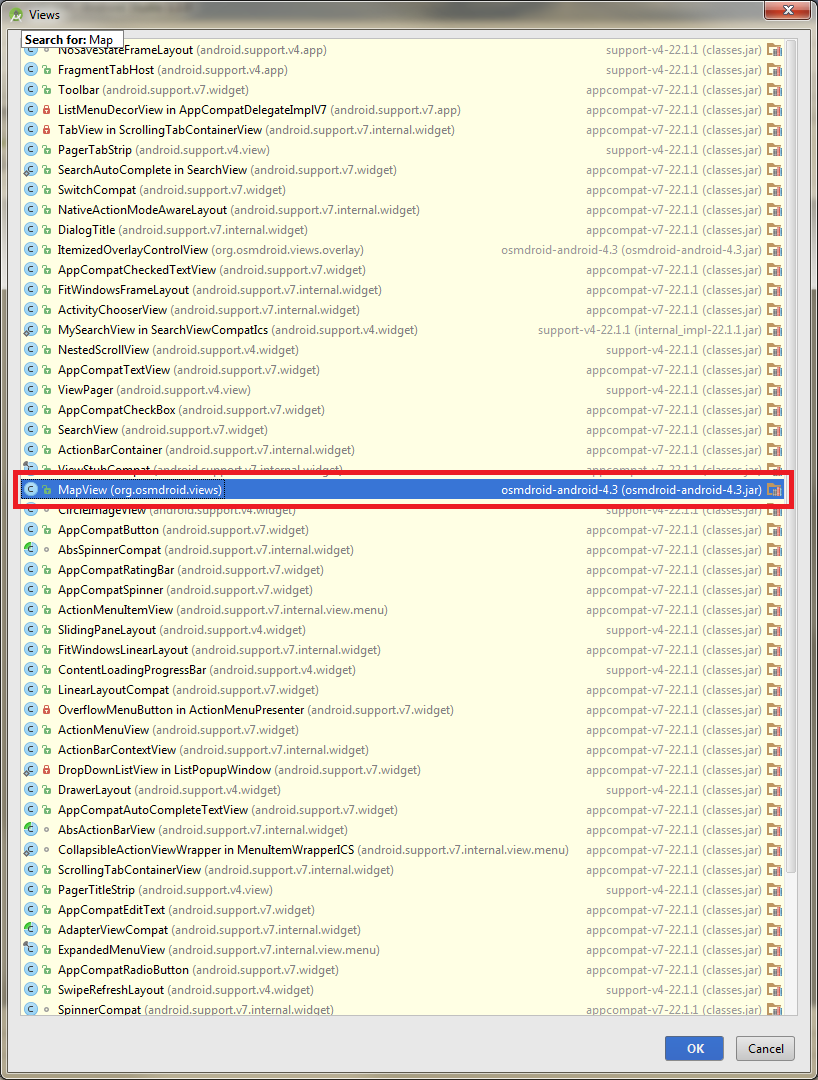 Views
Search for: Map
NoSaveStateFrameLayout (android.support.v4.app) support-v4-22.1.1 (classes.jar)
FragmentTabHost (android.support.v4.app) support-v4-22.1.1 (classes.jar)
Toolbar (android.support.v7.widget) appcompat-v7-22.1.1 (classes.jar)
ListMenuDecorView in AppCompatDelegateImplV7 (android.support.v7.app) appcompat-v7-22.1.1 (classes.jar)
TabView in ScrollingTabContainerView (android.support.v7.internal.widget) appcompat-v7-22.1.1 (classes.jar)
PagerTabStrip (android.support.v4.view) support-v4-22.1.1 (classes.jar)
SearchAutoComplete in SearchView (android.support.v7.widget) appcompat-v7-22.1.1 (classes.jar)
SwitchCompat (android.support.v7.widget) appcompat-v7-22.1.1 (classes.jar)
NativeActionModeAwareLayout (android.support.v7.internal.widget) appcompat-v7-22.1.1 (classes.jar)
DialogTitle (android.support.v7.internal.widget) appcompat-v7-22.1.1 (classes.jar)
ItemizedOverlayControlView (org.osmdroid.views.overlay) osmdroid-android-4.3 (osmdroid-android-4.3.jar)
AppCompatCheckedTextView (android.support.v7.widget) appcompat-v7-22.1.1 (classes.jar)
FitWindowsFrameLayout (android.support.v7.internal.widget) appcompat-v7-22.1.1 (classes.jar)
ActivityChooserView (android.support.v7.internal.widget) appcompat-v7-22.1.1 (classes.jar)
MySearchView in SearchViewCompatIcs (android.support.v4.widget) support-v4-22.1.1 (internal_impl-22.1.1.jar)
NestedScrollView (android.support.v4.widget) support-v4-22.1.1 (classes.jar)
AppCompatTextView (android.support.v7.widget) appcompat-v7-22.1.1 (classes.jar)
ViewPager (android.support.v4.view) support-v4-22.1.1 (classes.jar)
AppCompatCheckBox (android.support.v7.widget) appcompat-v7-22.1.1 (classes.jar)
SearchView (android.support.v7.widget) appcompat-v7-22.1.1 (classes.jar)
ActionBarContainer (android.support.v7.internal.widget) appcompat-v7-22.1.1 (classes.jar)
ViewStubCompat (android.support.v7.internal.widget) appcompat-v7-22.1.1 (classes.jar)
MapView (org.osmdroid.views) osmdroid-android-4.3 (osmdroid-android-4.3.jar)
CircleImageView (android.support.v4.widget) support-v4-22.1.1 (classes.jar)
AppCompatButton (android.support.v7.widget) appcompat-v7-22.1.1 (classes.jar)
AbsSpinnerCompat (android.support.v7.internal.widget) appcompat-v7-22.1.1 (classes.jar)
AppCompatRatingBar (android.support.v7.widget) appcompat-v7-22.1.1 (classes.jar)
AppCompatSpinner (android.support.v7.widget) appcompat-v7-22.1.1 (classes.jar)
ActionMenuItemView (android.support.v7.internal.view.menu) appcompat-v7-22.1.1 (classes.jar)
SlidingPaneLayout (android.support.v4.widget) support-v4-22.1.1 (classes.jar)
FitWindowsLinearLayout (android.support.v7.internal.widget) appcompat-v7-22.1.1 (classes.jar)
ContentLoadingProgressBar (android.support.v4.widget) support-v4-22.1.1 (classes.jar)
LinearLayoutCompat (android.support.v7.widget) appcompat-v7-22.1.1 (classes.jar)
OverflowMenuButton in ActionMenuPresenter (android.support.v7.widget) appcompat-v7-22.1.1 (classes.jar)
ActionMenuView (android.support.v7.widget) appcompat-v7-22.1.1 (classes.jar)
ActionBarContextView (android.support.v7.internal.widget) appcompat-v7-22.1.1 (classes.jar)
DropDownListView in ListPopupWindow (android.support.v7.widget) appcompat-v7-22.1.1 (classes.jar)
DrawerLayout (android.support.v4.widget) support-v4-22.1.1 (classes.jar)
AppCompatAutoCompleteTextView (android.support.v7.widget) appcompat-v7-22.1.1 (classes.jar)
AbsActionBarView (android.support.v7.internal.widget) appcompat-v7-22.1.1 (classes.jar)
CollapsibleActionViewWrapper in MenuItemWrapperICS (android.support.v7.internal.view.menu) appcompat-v7-22.1.1 (classes.jar)
ScrollingTabContainerView (android.support.v7.internal.widget) appcompat-v7-22.1.1 (classes.jar)
PagerTitleStrip (android.support.v4.view) support-v4-22.1.1 (classes.jar)
AppCompatEditText (android.support.v7.widget) appcompat-v7-22.1.1 (classes.jar)
AdapterViewCompat (android.support.v7.internal.widget) appcompat-v7-22.1.1 (classes.jar)
ExpandedMenuView (android.support.v7.internal.view.menu) appcompat-v7-22.1.1 (classes.jar)
AppCompatRadioButton (android.support.v7.widget) appcompat-v7-22.1.1 (classes.jar)
SwipeRefreshLayout (android.support.v4.widget) support-v4-22.1.1 (classes.jar)
SpinnerCompat (android.support.v7.internal.widget) appcompat-v7-22.1.1 (classes.jar)
OK Cancel